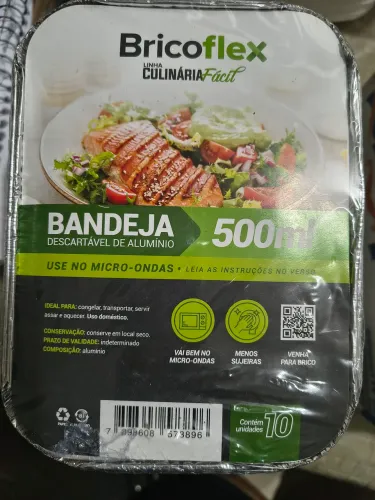 Bricoflex
LINHA
CULINÁRIA Fácil
BANDEJA
DESCARTÁVEL DE ALUMÍNIO
500ml
USE NO MICRO-ONDAS • LEIA AS INSTRUÇÕES NO VERSO
IDEAL PARA: congelar, transportar, servir
assar e aquecer. Uso doméstico.
CONSERVAÇÃO: conserve em local seco.
PRAZO DE VALIDADE: indeterminado
COMPOSIÇÃO: alumínio
VAI BEM NO
MICRO-ONDAS
MENOS
SUJEIRAS
VENHA
PARA BRICO
Contém
unidades
10